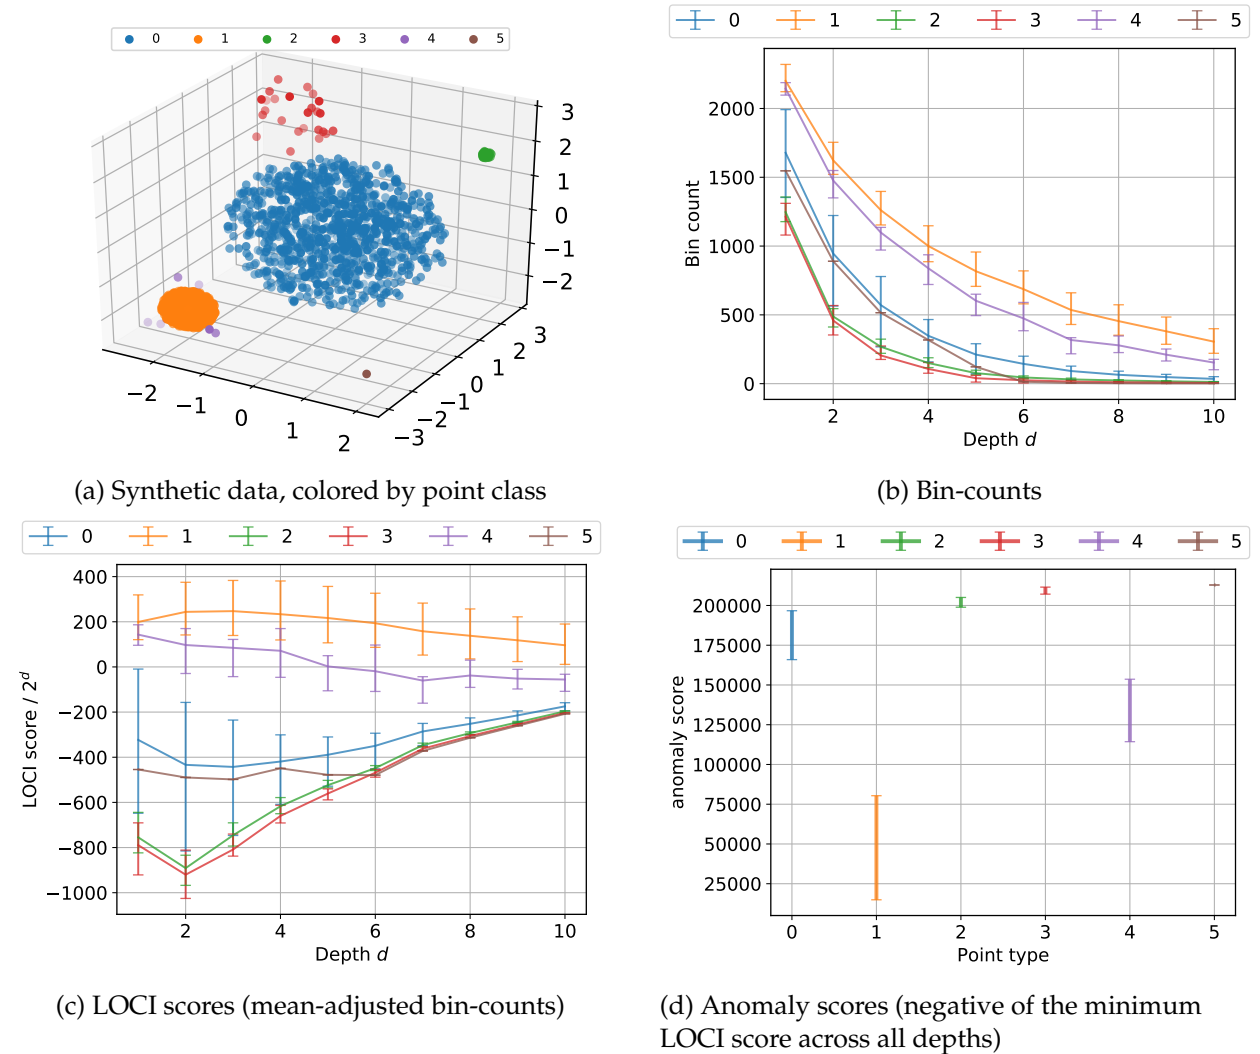 0 1 2 3 4 5
3
2
1
0
−1
−2
−2 −1 0 1 2
−3 −2 −1 0 1 2 3
(a) Synthetic data, colored by point class
0 1 2 3 4 5
2000
1500
1000
500
0
Bin count
2 4 6 8 10
Depth d
(b) Bin-counts
0 1 2 3 4 5
400
200
0
−200
−400
−600
−800
−1000
LOCI score / 2^d
2 4 6 8 10
Depth d
(c) LOCI scores (mean-adjusted bin-counts)
0 1 2 3 4 5
200000
175000
150000
125000
100000
75000
50000
25000
anomaly score
0 1 2 3 4 5
Point type
(d) Anomaly scores (negative of the minimum
LOCI score across all depths)